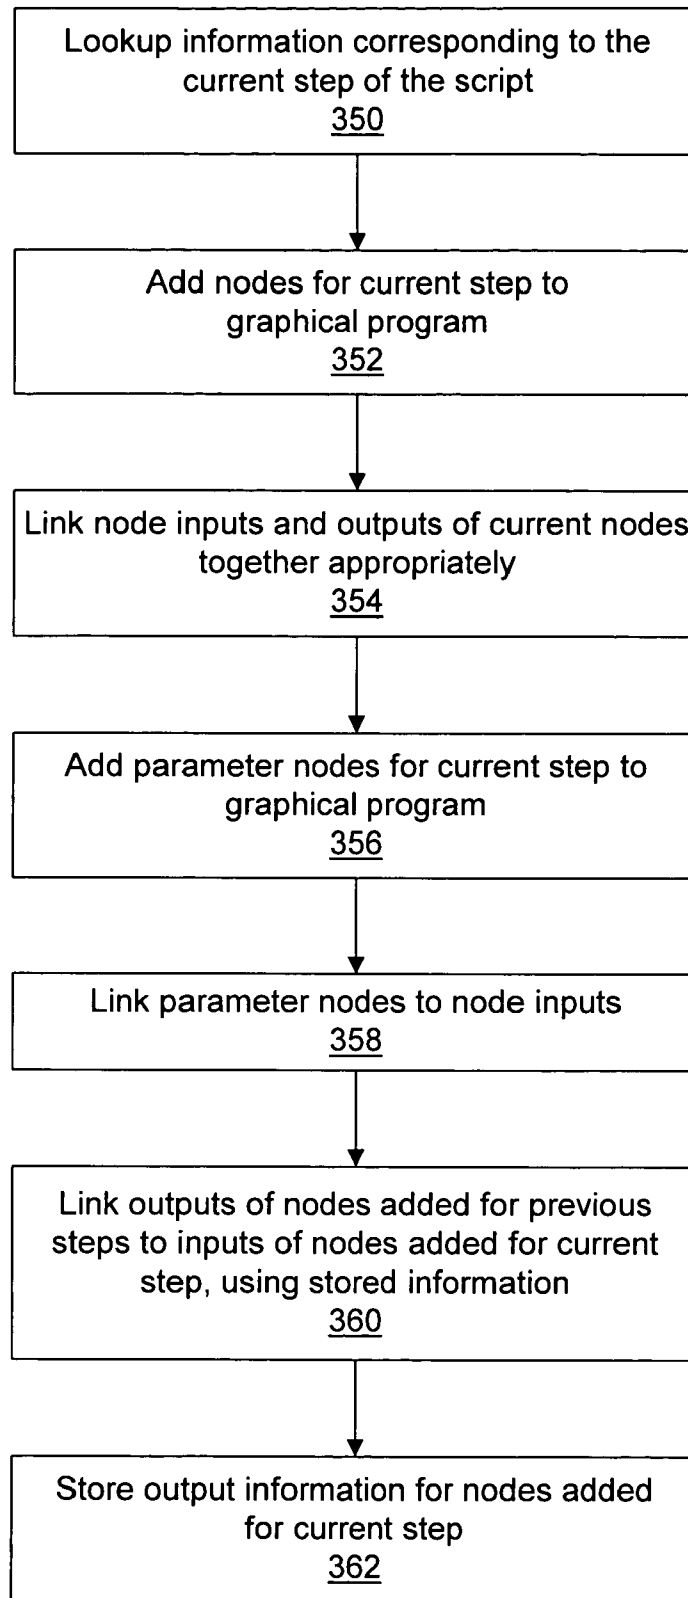 Lookup information corresponding to the
current step of the script
350
Add nodes for current step to
graphical program
352
Link node inputs and outputs of current nodes
together appropriately
354
Add parameter nodes for current step to
graphical program
356
Link parameter nodes to node inputs
358
Link outputs of nodes added for previous
steps to inputs of nodes added for current
step, using stored information
360
Store output information for nodes added
for current step
362